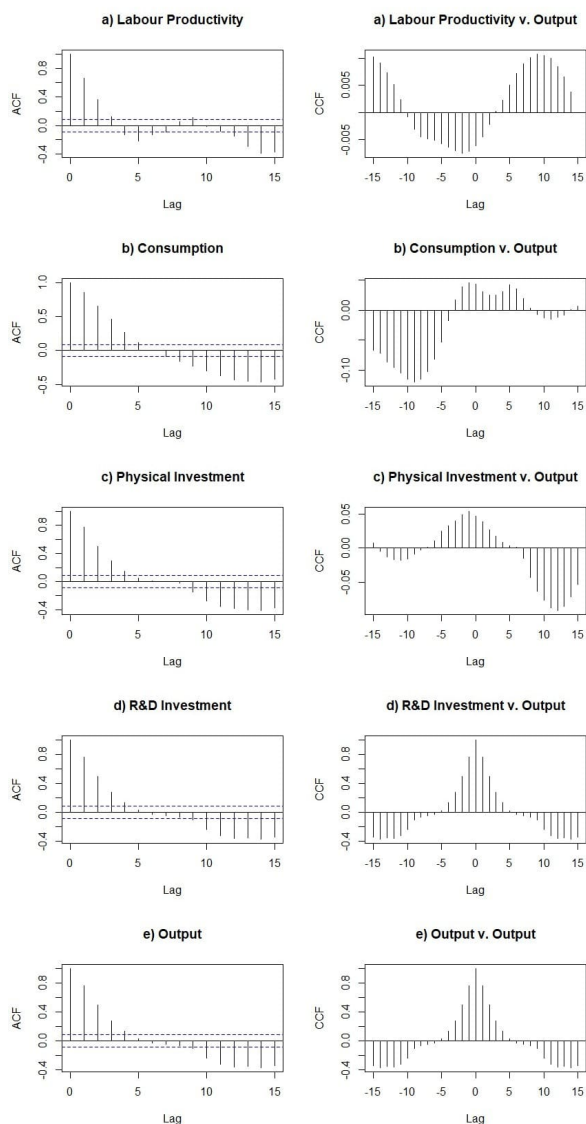 a) Labour Productivity
ACF
0.8
0.4
0.0
-0.4
0 5 10 15
Lag
a) Labour Productivity v. Output
CCF
0.005
-0.005
-15 -10 -5 0 5 10 15
Lag
b) Consumption
ACF
1.0
0.5
0.0
-0.5
0 5 10 15
Lag
b) Consumption v. Output
CCF
0.00
-0.10
-15 -10 -5 0 5 10 15
Lag
c) Physical Investment
ACF
0.8
0.4
0.0
-0.4
0 5 10 15
Lag
c) Physical Investment v. Output
CCF
0.05
0.00
-0.05
-15 -10 -5 0 5 10 15
Lag
d) R&D Investment
ACF
0.8
0.4
0.0
-0.4
0 5 10 15
Lag
d) R&D Investment v. Output
CCF
0.8
0.4
0.0
-0.4
-15 -10 -5 0 5 10 15
Lag
e) Output
ACF
0.8
0.4
0.0
-0.4
0 5 10 15
Lag
e) Output v. Output
CCF
0.8
0.4
0.0
-0.4
-15 -10 -5 0 5 10 15
Lag